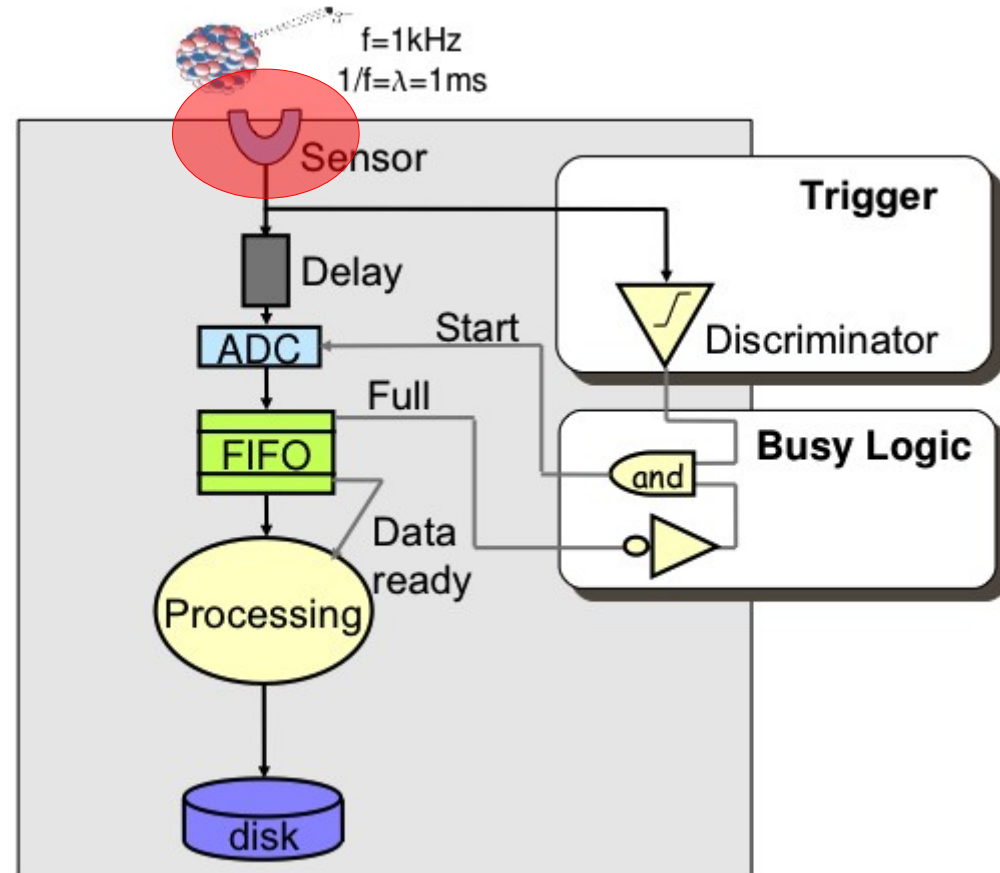 f=1kHz
1/f=λ=1ms
Sensor
Trigger
Delay
Discriminator
ADC
Start
Full
FIFO
Busy Logic
and
Data
ready
Processing
disk